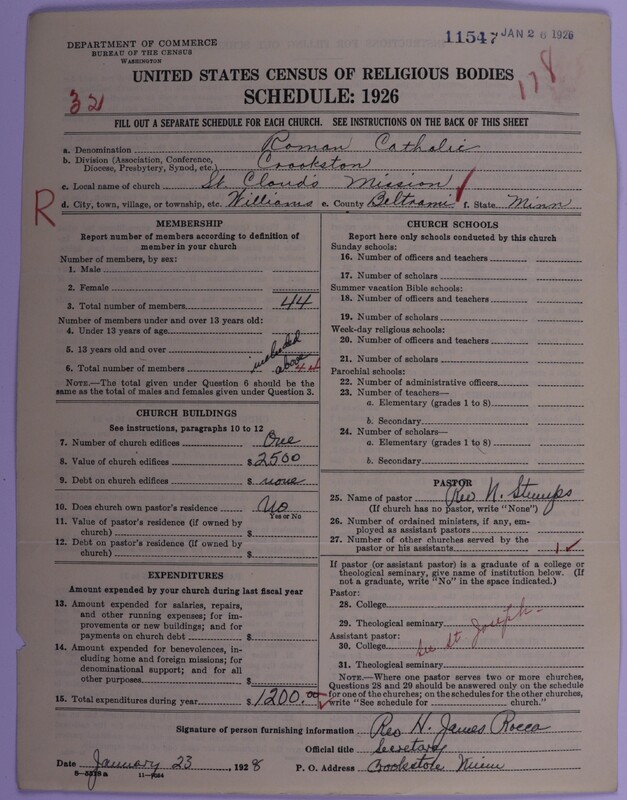 DEPARTMENT OF COMMERCE
BUREAU OF THE CENSUS
WASHINGTON
11547 JAN 26 1928
UNITED STATES CENSUS OF RELIGIOUS BODIES
SCHEDULE: 1926
32
178
FILL OUT A SEPARATE SCHEDULE FOR EACH CHURCH. SEE INSTRUCTIONS ON THE BACK OF THIS SHEET
a. Denomination Roman Catholic
b. Division (Association, Conference, Diocese, Presbytery, Synod, etc.) Crookston
c. Local name of church St Cloud's Mission
R
d. City, town, village, or township, etc. Williams e. County Beltrami f. State Minn
MEMBERSHIP
Report number of members according to definition of
member in your church
Number of members, by sex:
1. Male
2. Female
3. Total number of members 44
Number of members under and over 13 years old:
4. Under 13 years of age
5. 13 years old and over included
6. Total number of members above 44
NOTE.—The total given under Question 6 should be the
same as the total of males and females given under Question 3.
CHURCH BUILDINGS
See instructions, paragraphs 10 to 12
7. Number of church edifices One
8. Value of church edifices $2500
9. Debt on church edifices $ none
10. Does church own pastor's residence? No
Yes or No
11. Value of pastor's residence (if owned by
church) $
12. Debt on pastor's residence (if owned by
church) $
EXPENDITURES
Amount expended by your church during last fiscal year
13. Amount expended for salaries, repairs,
and other running expenses; for im-
provements or new buildings; and for
payments on church debt $
14. Amount expended for benevolences, in-
cluding home and foreign missions; for
denominational support; and for all
other purposes $
15. Total expenditures during year $1200.00
CHURCH SCHOOLS
Report here only schools conducted by this church
Sunday schools:
16. Number of officers and teachers
17. Number of scholars
Summer vacation Bible schools:
18. Number of officers and teachers
19. Number of scholars
Week-day religious schools:
20. Number of officers and teachers
21. Number of scholars
Parochial schools:
22. Number of administrative officers
23. Number of teachers—
a. Elementary (grades 1 to 8)
b. Secondary
24. Number of scholars—
a. Elementary (grades 1 to 8)
b. Secondary
PASTOR
25. Name of pastor Rev N. Stumps
(If church has no pastor, write "None")
26. Number of ordained ministers, if any, em-
ployed as assistant pastors
27. Number of other churches served by the
pastor or his assistants 1
If pastor (or assistant pastor) is a graduate of a college or
theological seminary, give name of institution below. (If
not a graduate, write "No" in the space indicated.)
Pastor:
28. College
29. Theological seminary
Assistant pastor:
30. College see St Joseph
31. Theological seminary
NOTE.—Where one pastor serves two or more churches,
Questions 28 and 29 should be answered only on the schedule
for one of the churches; on the schedules for the other churches,
write "See schedule for church."
Signature of person furnishing information Rev H. James Rocca
Official title Secretary
Date January 23, 1928 P. O. Address Crookston Minn